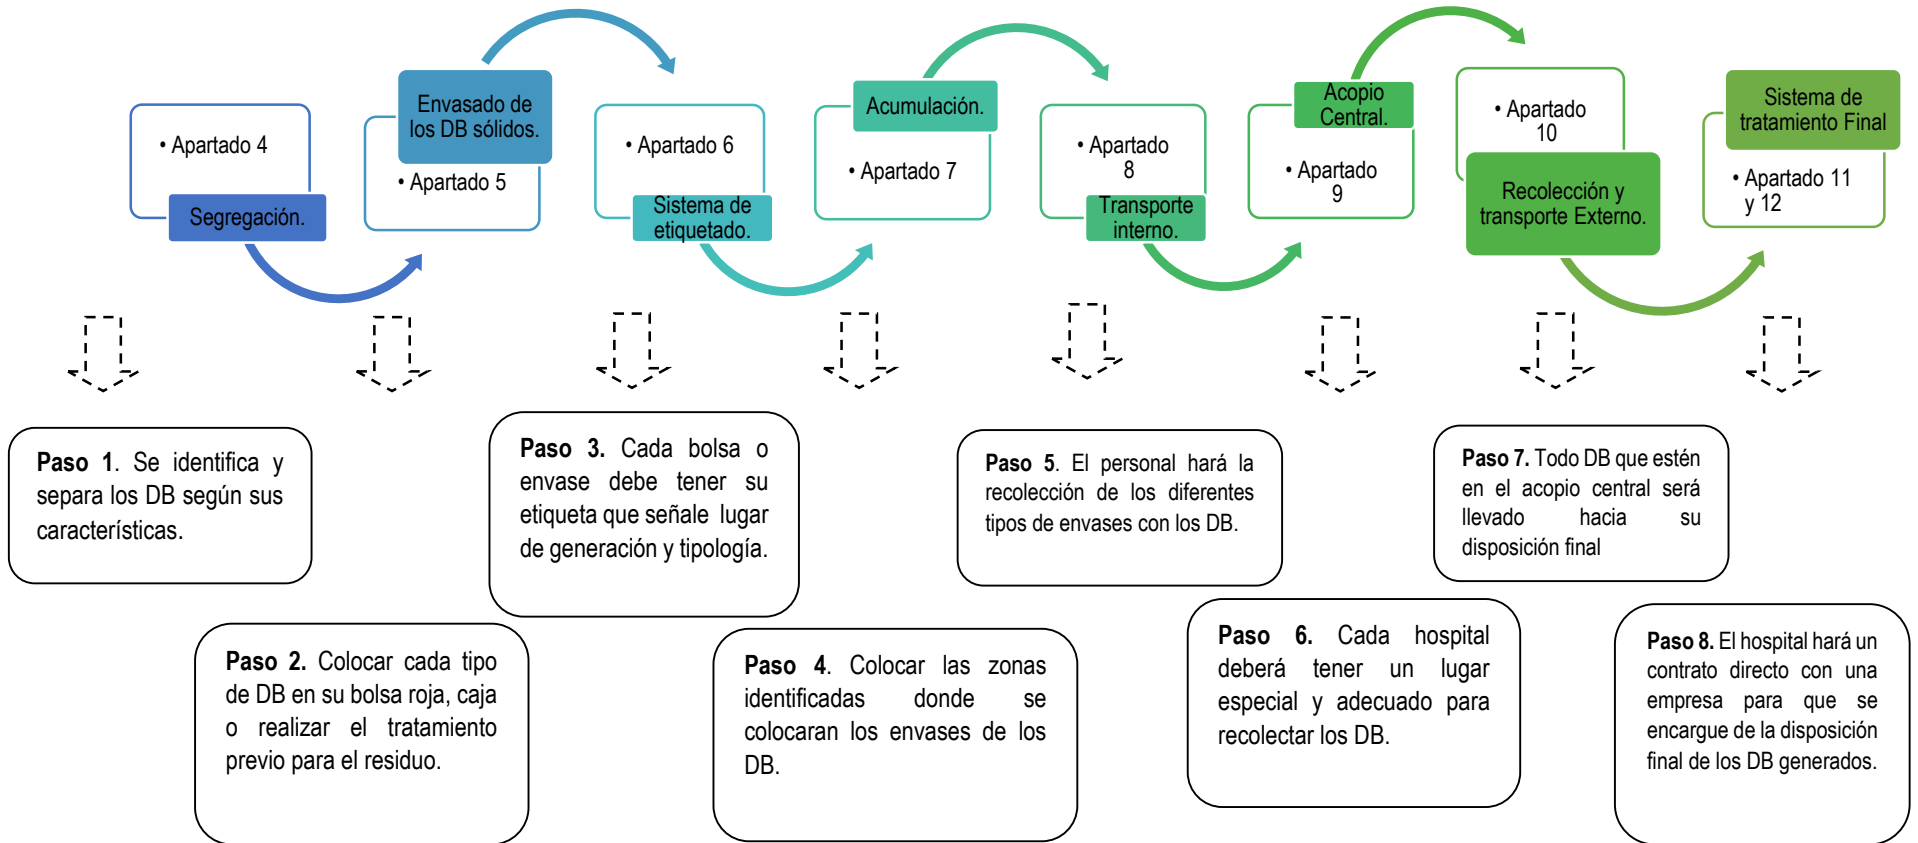 • Apartado 4
Segregación.
Envasado de
los DB sólidos.
• Apartado 5
• Apartado 6
Sistema de
etiquetado.
Acumulación.
• Apartado 7
• Apartado
8
Transporte
interno.
Acopio
Central.
• Apartado
9
• Apartado
10
Recolección y
transporte Externo.
Sistema de
tratamiento Final
• Apartado 11
y 12
Paso 1. Se identifica y
separa los DB según sus
características.
Paso 2. Colocar cada tipo
de DB en su bolsa roja, caja
o realizar el tratamiento
previo para el residuo.
Paso 3. Cada bolsa o
envase debe tener su
etiqueta que señale lugar
de generación y tipología.
Paso 4. Colocar las zonas
identificadas donde se
colocaran los envases de los
DB.
Paso 5. El personal hará la
recolección de los diferentes
tipos de envases con los DB.
Paso 6. Cada hospital
deberá tener un lugar
especial y adecuado para
recolectar los DB.
Paso 7. Todo DB que estén
en el acopio central será
llevado hacia su
disposición final
Paso 8. El hospital hará un
contrato directo con una
empresa para que se
encargue de la disposición
final de los DB generados.